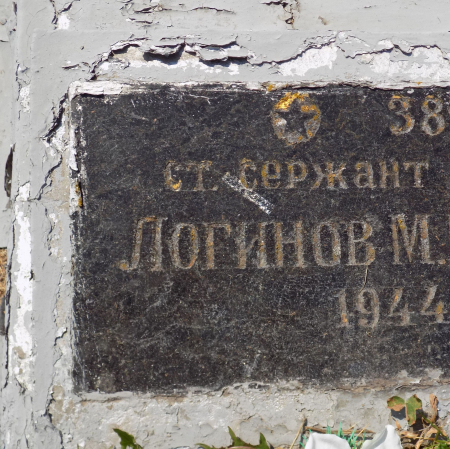 38
ст. сержант
Логинов М.
1944